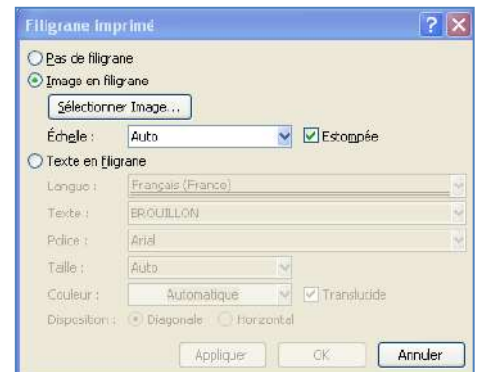 Filigrane imprimé
Pas de filigrane
Image en filigrane
Sélectionner Image...
Échelle : Auto Estompée
Texte en filigrane
Langue : Français (France)
Texte : BROUILLON
Police : Arial
Taille : Auto
Couleur : Automatique Translucide
Disposition : Diagonale Horizontal
Appliquer OK Annuler